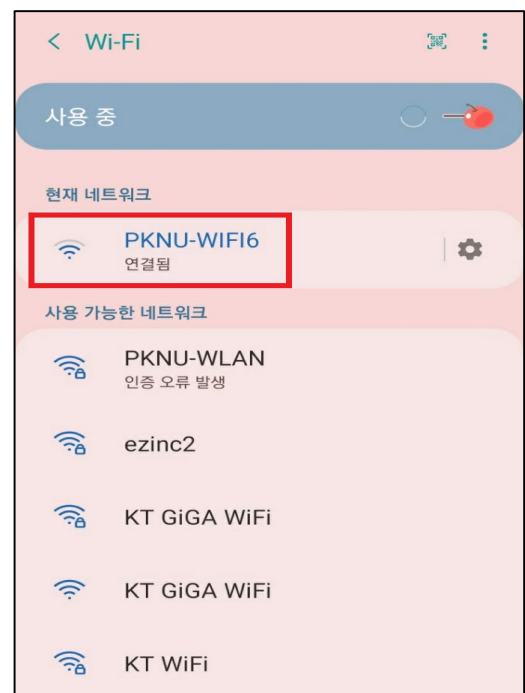 Wi-Fi
사용 중
현재 네트워크
PKNU-WIFI6
연결됨
사용 가능한 네트워크
PKNU-WLAN
인증 오류 발생
ezinc2
KT GiGA WiFi
KT GiGA WiFi
KT WiFi